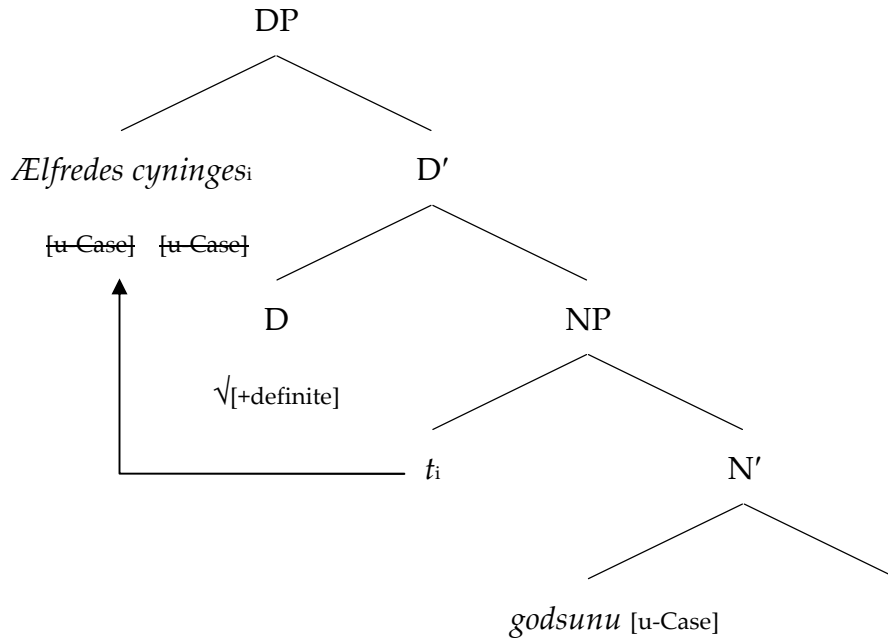 DP
Ælfredes cyningesi D′
[u-Case] [u-Case]
D NP
√[+definite]
ti N′
godsunu [u-Case]